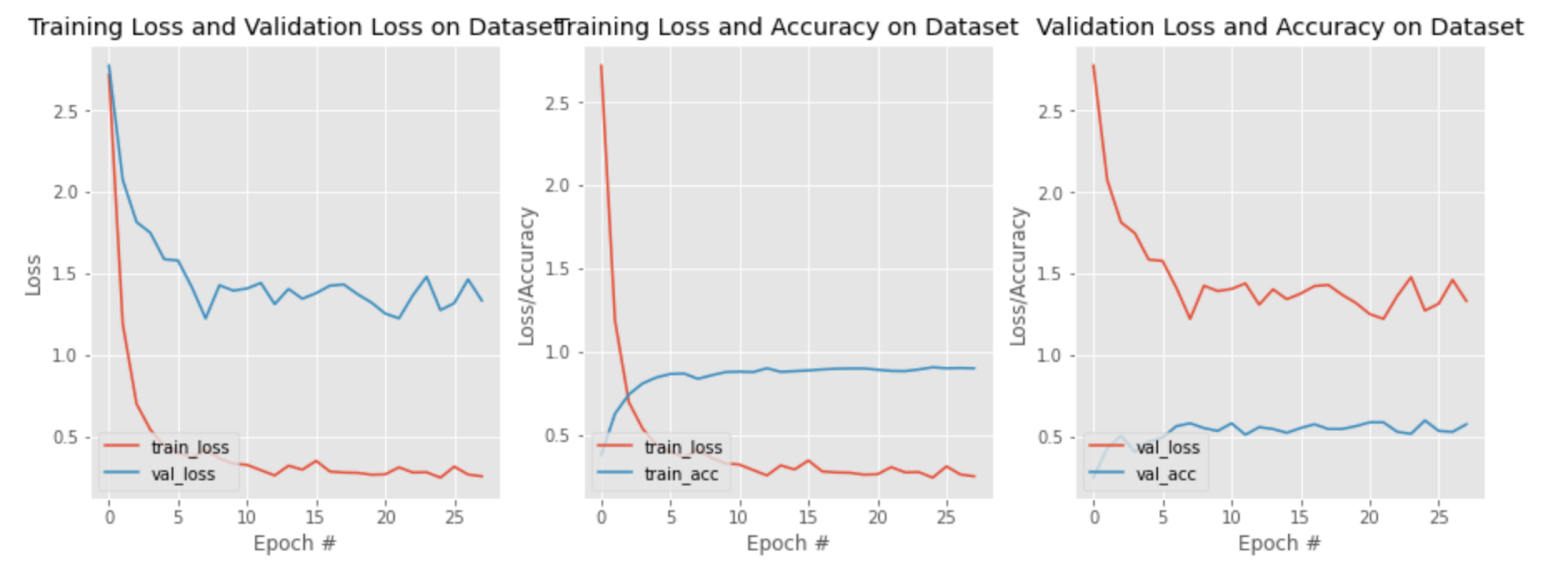 Training Loss and Validation Loss on Dataset
2.5
2.0
1.5
1.0
0.5
Loss
0 5 10 15 20 25
Epoch #
train_loss
val_loss
Training Loss and Accuracy on Dataset
2.5
2.0
1.5
1.0
0.5
Loss/Accuracy
0 5 10 15 20 25
Epoch #
train_loss
train_acc
Validation Loss and Accuracy on Dataset
2.5
2.0
1.5
1.0
0.5
Loss/Accuracy
0 5 10 15 20 25
Epoch #
val_loss
val_acc